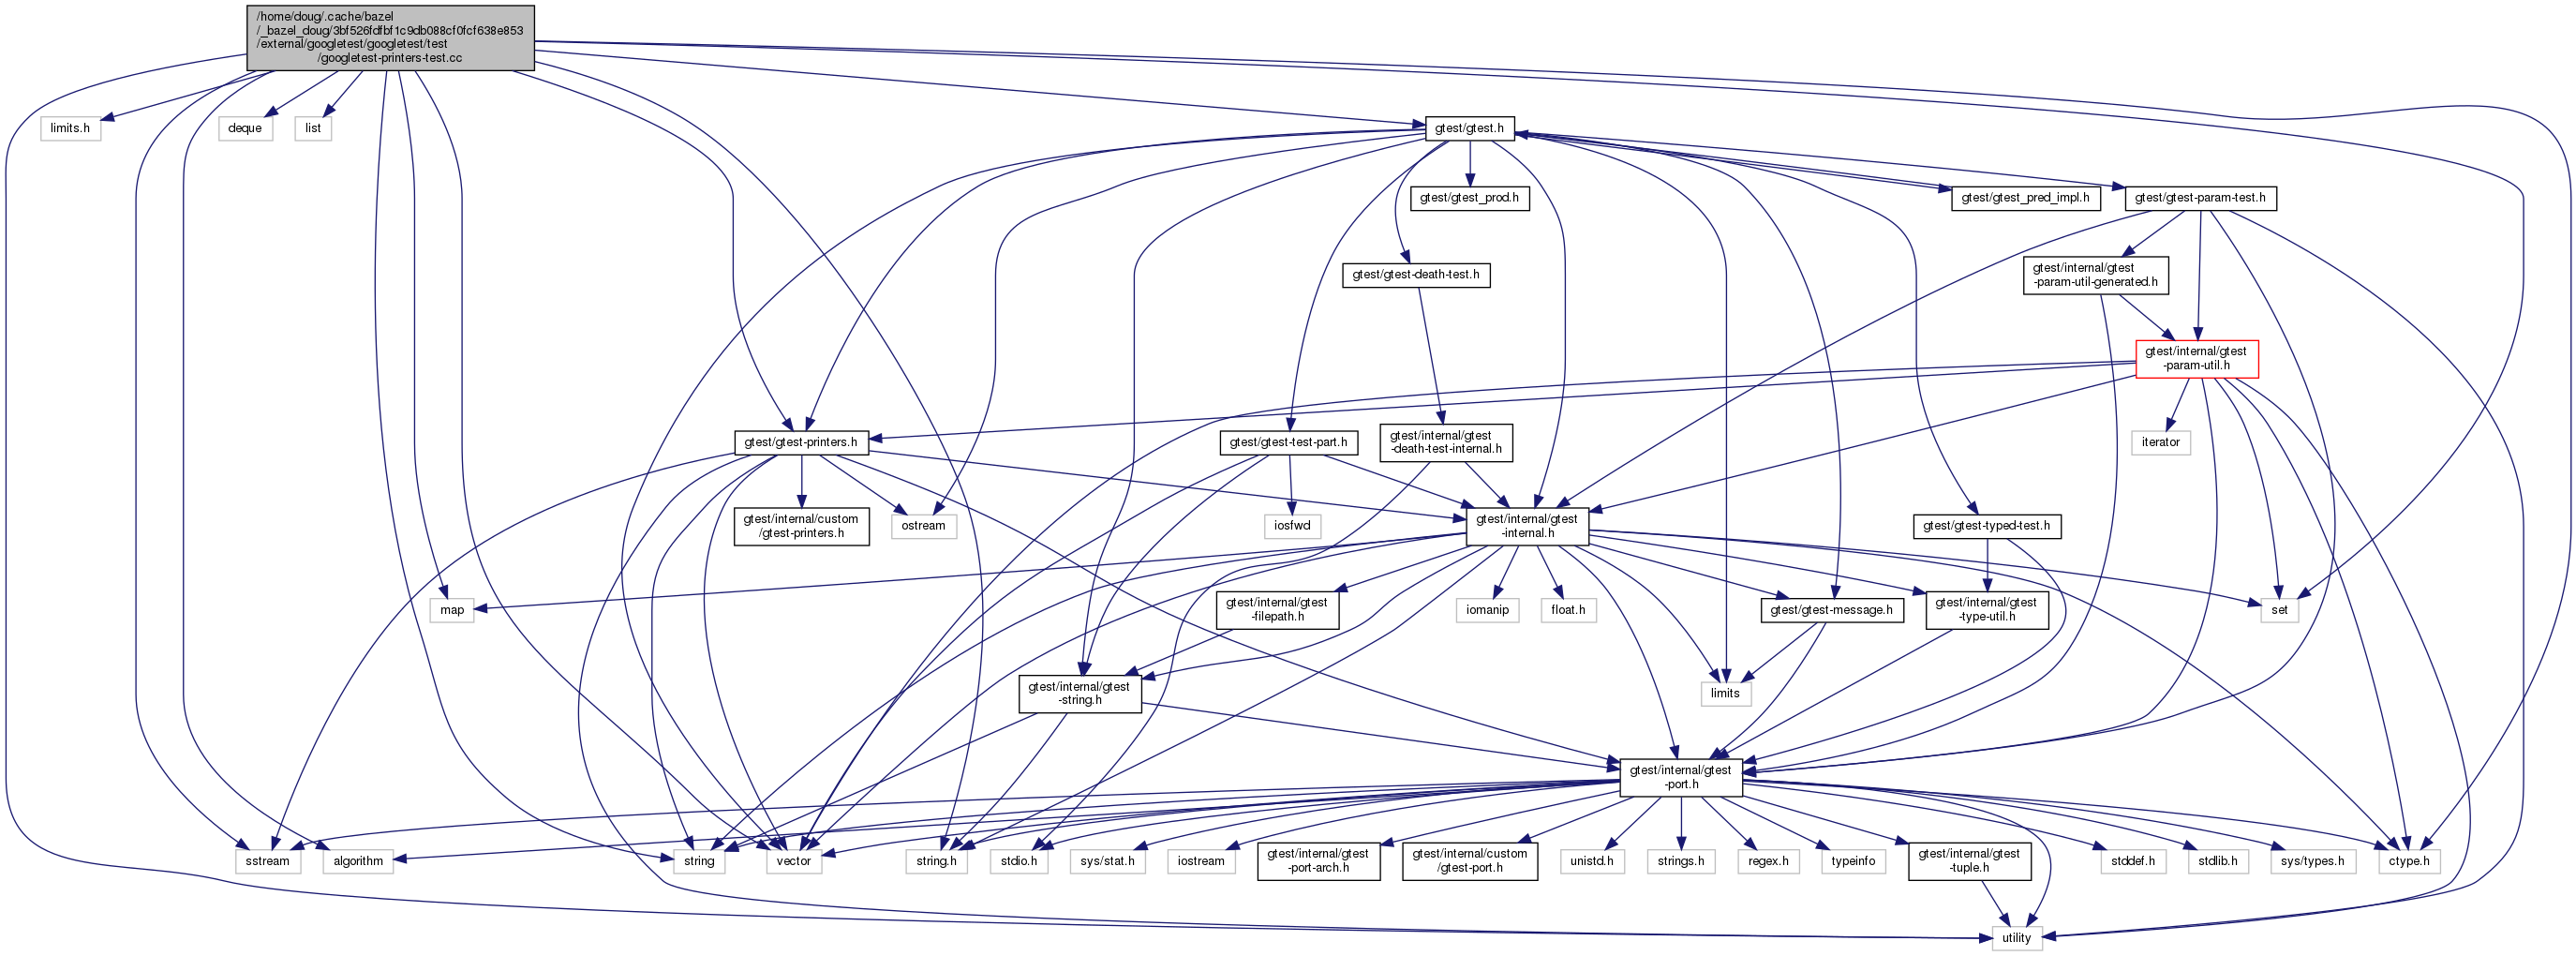 /home/doug/.cache/bazel
/_bazel_doug/3bf526fdfbf1c9db088cf0fcf638e853
/external/googletest/googletest/test
/googletest-printers-test.cc
limits.h
deque
list
gtest/gtest.h
gtest/gtest_prod.h
gtest/gtest_pred_impl.h
gtest/gtest-param-test.h
gtest/gtest-death-test.h
gtest/internal/gtest
-param-util-generated.h
gtest/internal/gtest
-param-util.h
gtest/gtest-printers.h
gtest/gtest-test-part.h
gtest/internal/gtest
-death-test-internal.h
iterator
gtest/internal/custom
/gtest-printers.h
ostream
iosfwd
gtest/internal/gtest
-internal.h
gtest/gtest-typed-test.h
map
gtest/internal/gtest
-filepath.h
iomanip
float.h
gtest/gtest-message.h
gtest/internal/gtest
-type-util.h
set
gtest/internal/gtest
-string.h
limits
gtest/internal/gtest
-port.h
sstream
algorithm
string
vector
string.h
stdio.h
sys/stat.h
iostream
gtest/internal/gtest
-port-arch.h
gtest/internal/custom
/gtest-port.h
unistd.h
strings.h
regex.h
typeinfo
gtest/internal/gtest
-tuple.h
stddef.h
stdlib.h
sys/types.h
ctype.h
utility